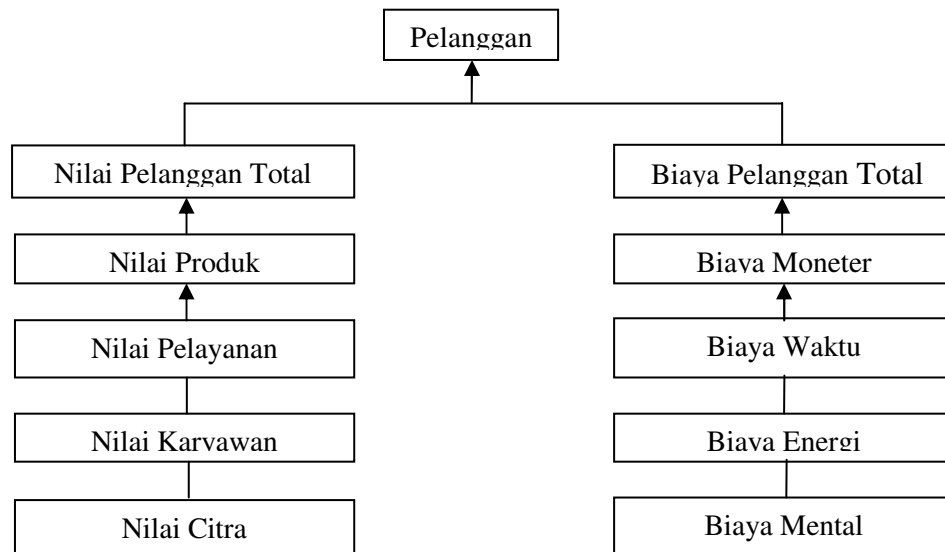 Pelanggan
Nilai Pelanggan Total
Biaya Pelanggan Total
Nilai Produk
Biaya Moneter
Nilai Pelayanan
Biaya Waktu
Nilai Karyawan
Biaya Energi
Nilai Citra
Biaya Mental